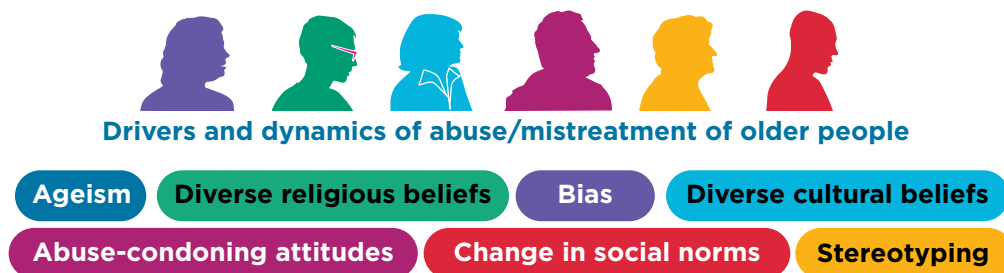 Drivers and dynamics of abuse/mistreatment of older people
Ageism Diverse religious beliefs Bias Diverse cultural beliefs
Abuse-condoning attitudes Change in social norms Stereotyping